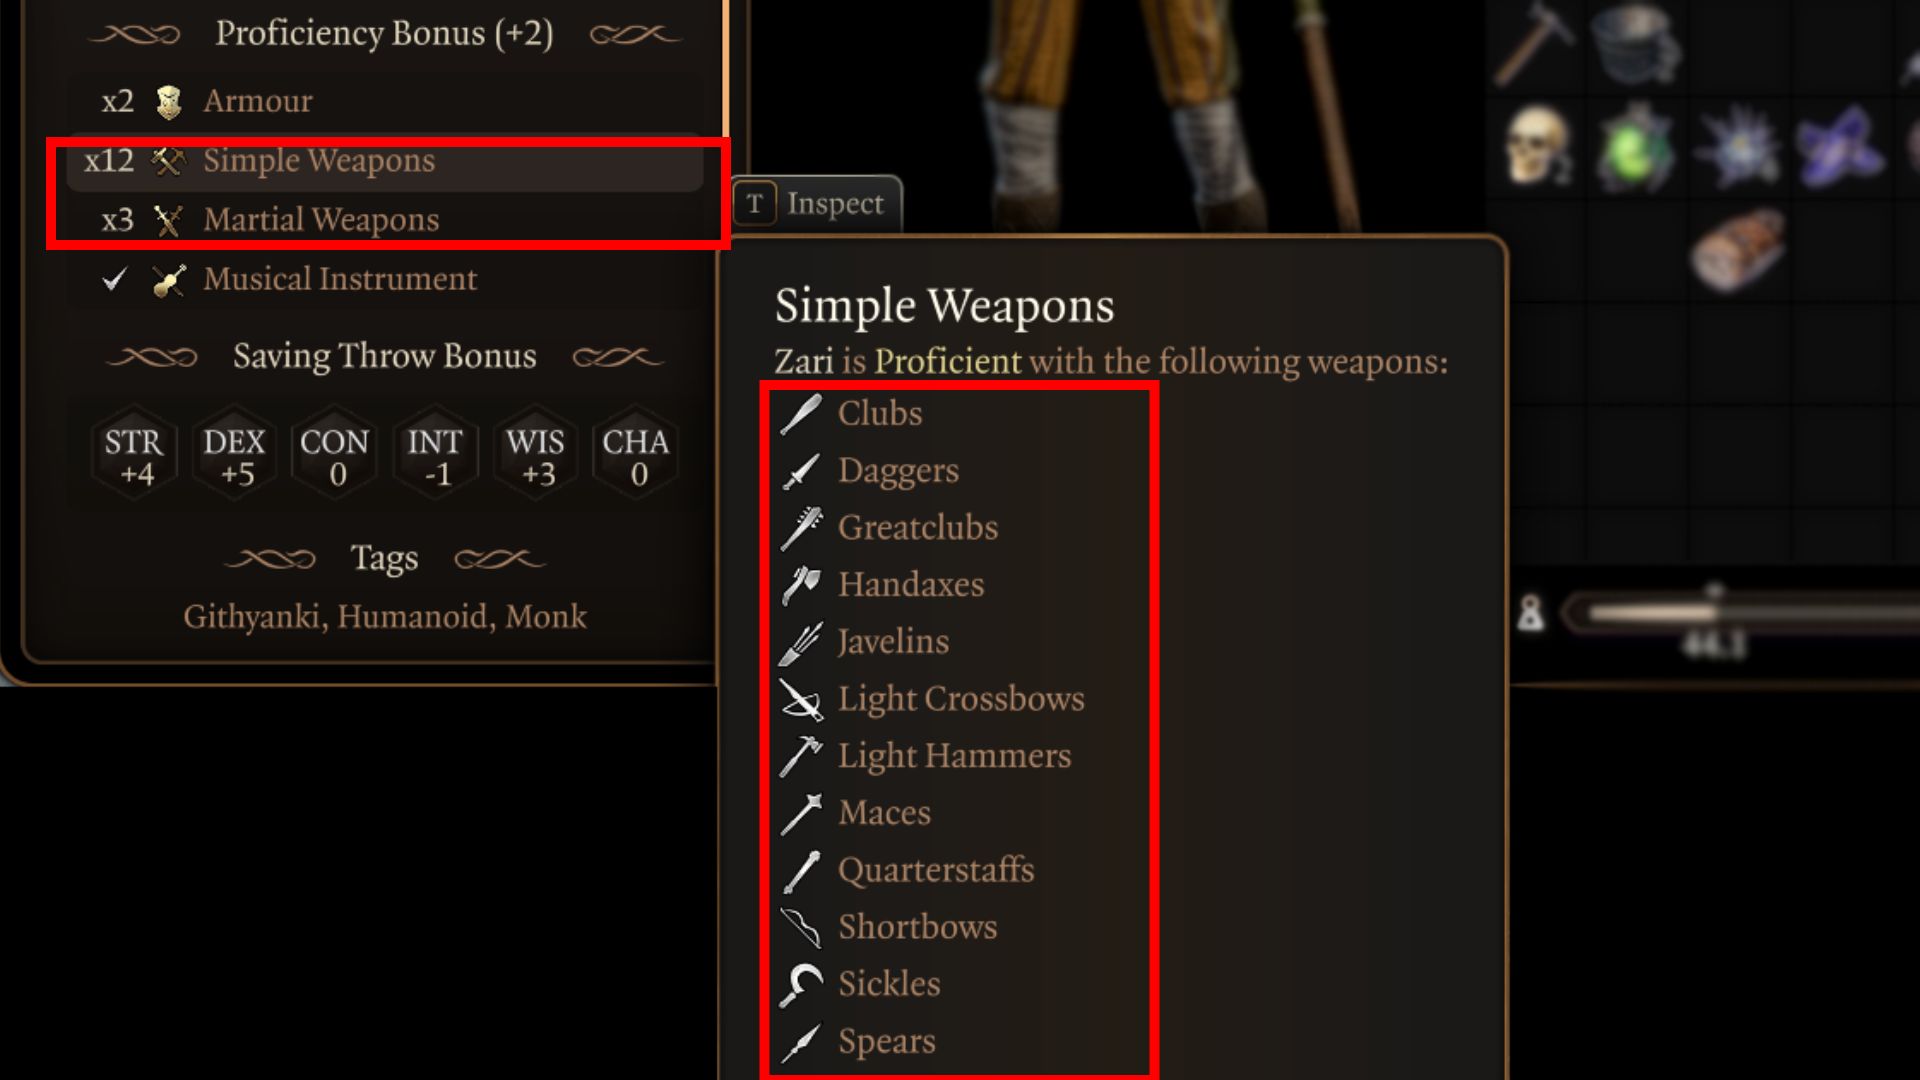 Proficiency Bonus (+2)
x2 Armour
x12 Simple Weapons
x3 Martial Weapons
Musical Instrument
Saving Throw Bonus
STR DEX CON INT WIS CHA
+4 +5 0 -1 +3 0
Tags
Githyanki, Humanoid, Monk
T Inspect
Simple Weapons
Zari is Proficient with the following weapons:
Clubs
Daggers
Greatclubs
Handaxes
Javelins
Light Crossbows
Light Hammers
Maces
Quarterstaffs
Shortbows
Sickles
Spears